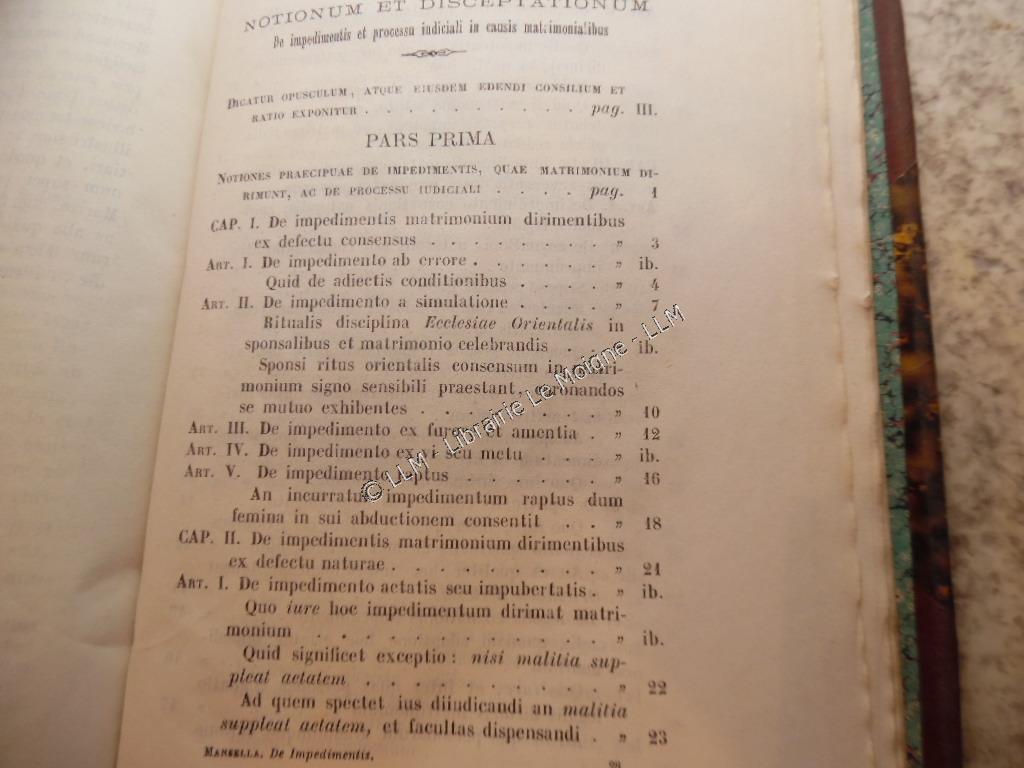 NOTIONUM ET DISCEPTATIONUM
De impedimentis et processu iudiciali in causis matrimonialibus
DICATUR OPUSCULUM, ATQUE EIUSDEM EDENDI CONSILIUM ET
RATIO EXPONITUR . . . . . . . . . . pag. III.
PARS PRIMA
NOTIONES PRAECIPUAE DE IMPEDIMENTIS, QUAE MATRIMONIUM DI-
RIMUNT, AC DE PROCESSU IUDICIALI . . . . pag. 1
CAP. I. De impedimentis matrimonium dirimentibus
ex defectu consensus . . . . . . . . „ 3
ART. I. De impedimento ab errore . . . . . . „ ib.
Quid de adiectis conditionibus . . . . „ 4
ART. II. De impedimento a simulatione . . . . „ 7
Ritualis disciplina Ecclesiae Orientalis in
sponsalibus et matrimonio celebrandis . . . ib.
Sponsi ritus orientalis consensum in matri-
monium signo sensibili praestant, coronandos
se mutuo exhibentes . . . . . . . . „ 10
ART. III. De impedimento ex furore et amentia . „ 12
ART. IV. De impedimento ex vi seu metu . . . „ ib.
ART. V. De impedimento raptus . . . . . . „ 16
An incurratur impedimentum raptus dum
femina in sui abductionem consentit . . „ 18
CAP. II. De impedimentis matrimonium dirimentibus
ex defectu naturae . . . . . . . . . „ 21
ART. I. De impedimento aetatis seu impubertatis . „ ib.
Quo iure hoc impedimentum dirimat matri-
monium . . . . . . . . . . . . „ ib.
Quid significet exceptio : nisi malitia sup-
pleat aetatem . . . . . . . . . . „ 22
Ad quem spectet ius diiudicandi an malitia
suppleat aetatem, et facultas dispensandi . „ 23
MANSELLA, De Impedimentis,
© LLM - Librairie Le Moigne - LLM